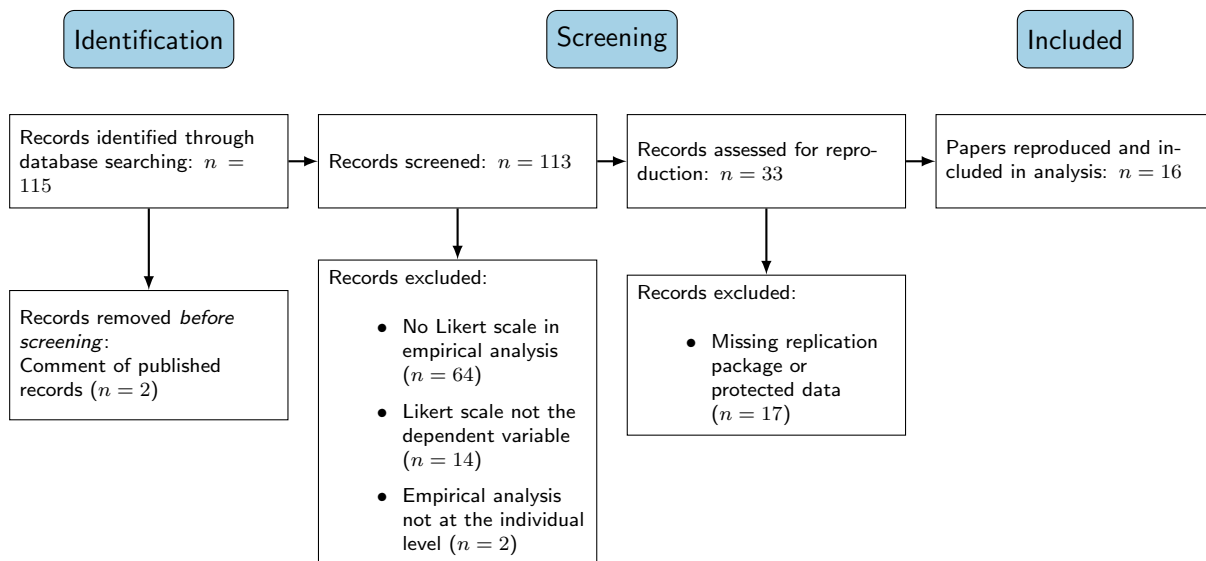 Identification
Screening
Included
Records identified through
database searching: n =
115
Records screened: n = 113
Records assessed for repro-
duction: n = 33
Papers reproduced and in-
cluded in analysis: n = 16
Records removed before
screening:
Comment of published
records (n = 2)
Records excluded:
• No Likert scale in
empirical analysis
(n = 64)
• Likert scale not the
dependent variable
(n = 14)
• Empirical analysis
not at the individual
level (n = 2)
Records excluded:
• Missing replication
package or
protected data
(n = 17)